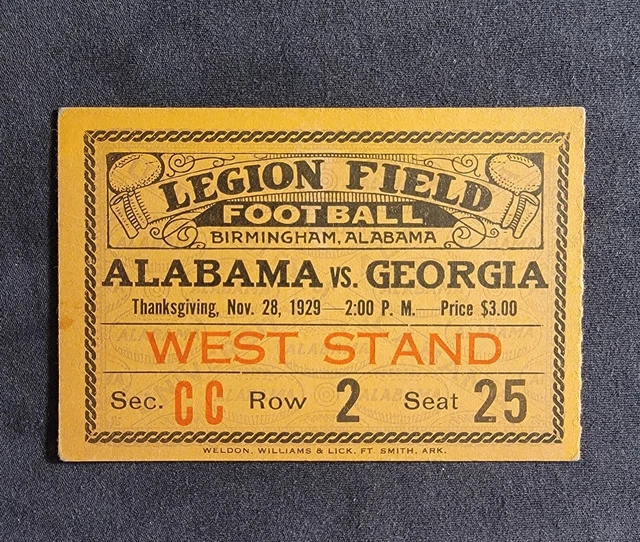 LEGION FIELD
FOOTBALL
BIRMINGHAM, ALABAMA
ALABAMA VS. GEORGIA
Thanksgiving, Nov. 28, 1929—2:00 P. M.—Price $3.00
WEST STAND
Sec. CC Row 2 Seat 25
WELDON, WILLIAMS & LICK, FT. SMITH, ARK.